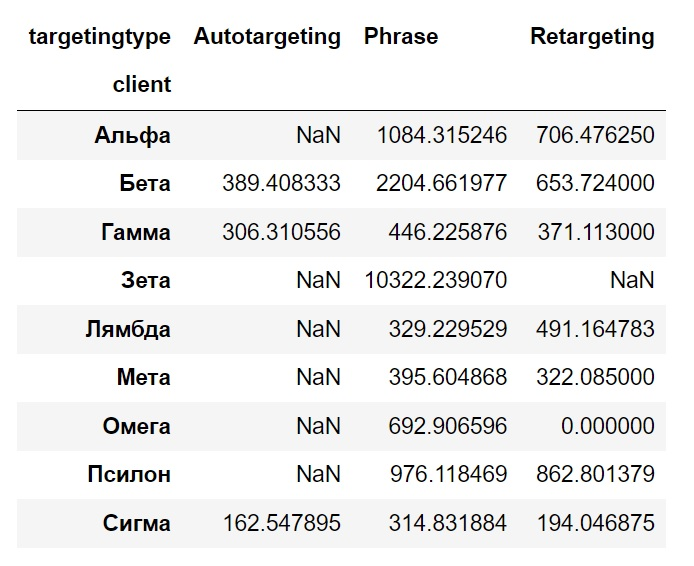 targetingtype Autotargeting Phrase Retargeting
client
Альфа NaN 1084.315246 706.476250
Бета 389.408333 2204.661977 653.724000
Гамма 306.310556 446.225876 371.113000
Зета NaN 10322.239070 NaN
Лямбда NaN 329.229529 491.164783
Мета NaN 395.604868 322.085000
Омега NaN 692.906596 0.000000
Псилон NaN 976.118469 862.801379
Сигма 162.547895 314.831884 194.046875